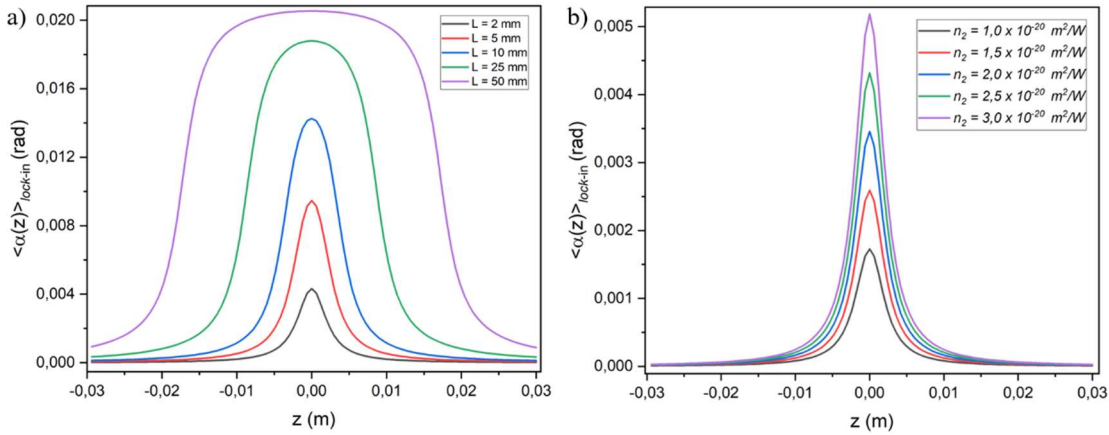 a)
<α(z)>lock-in (rad)
0,020
0,016
0,012
0,008
0,004
0,000
L = 2 mm
L = 5 mm
L = 10 mm
L = 25 mm
L = 50 mm
-0,03 -0,02 -0,01 0,00 0,01 0,02 0,03
z (m)
b)
<α(z)>lock-in (rad)
0,005
0,004
0,003
0,002
0,001
0,000
n2 = 1,0 x 10-20 m2/W
n2 = 1,5 x 10-20 m2/W
n2 = 2,0 x 10-20 m2/W
n2 = 2,5 x 10-20 m2/W
n2 = 3,0 x 10-20 m2/W
-0,03 -0,02 -0,01 0,00 0,01 0,02 0,03
z (m)